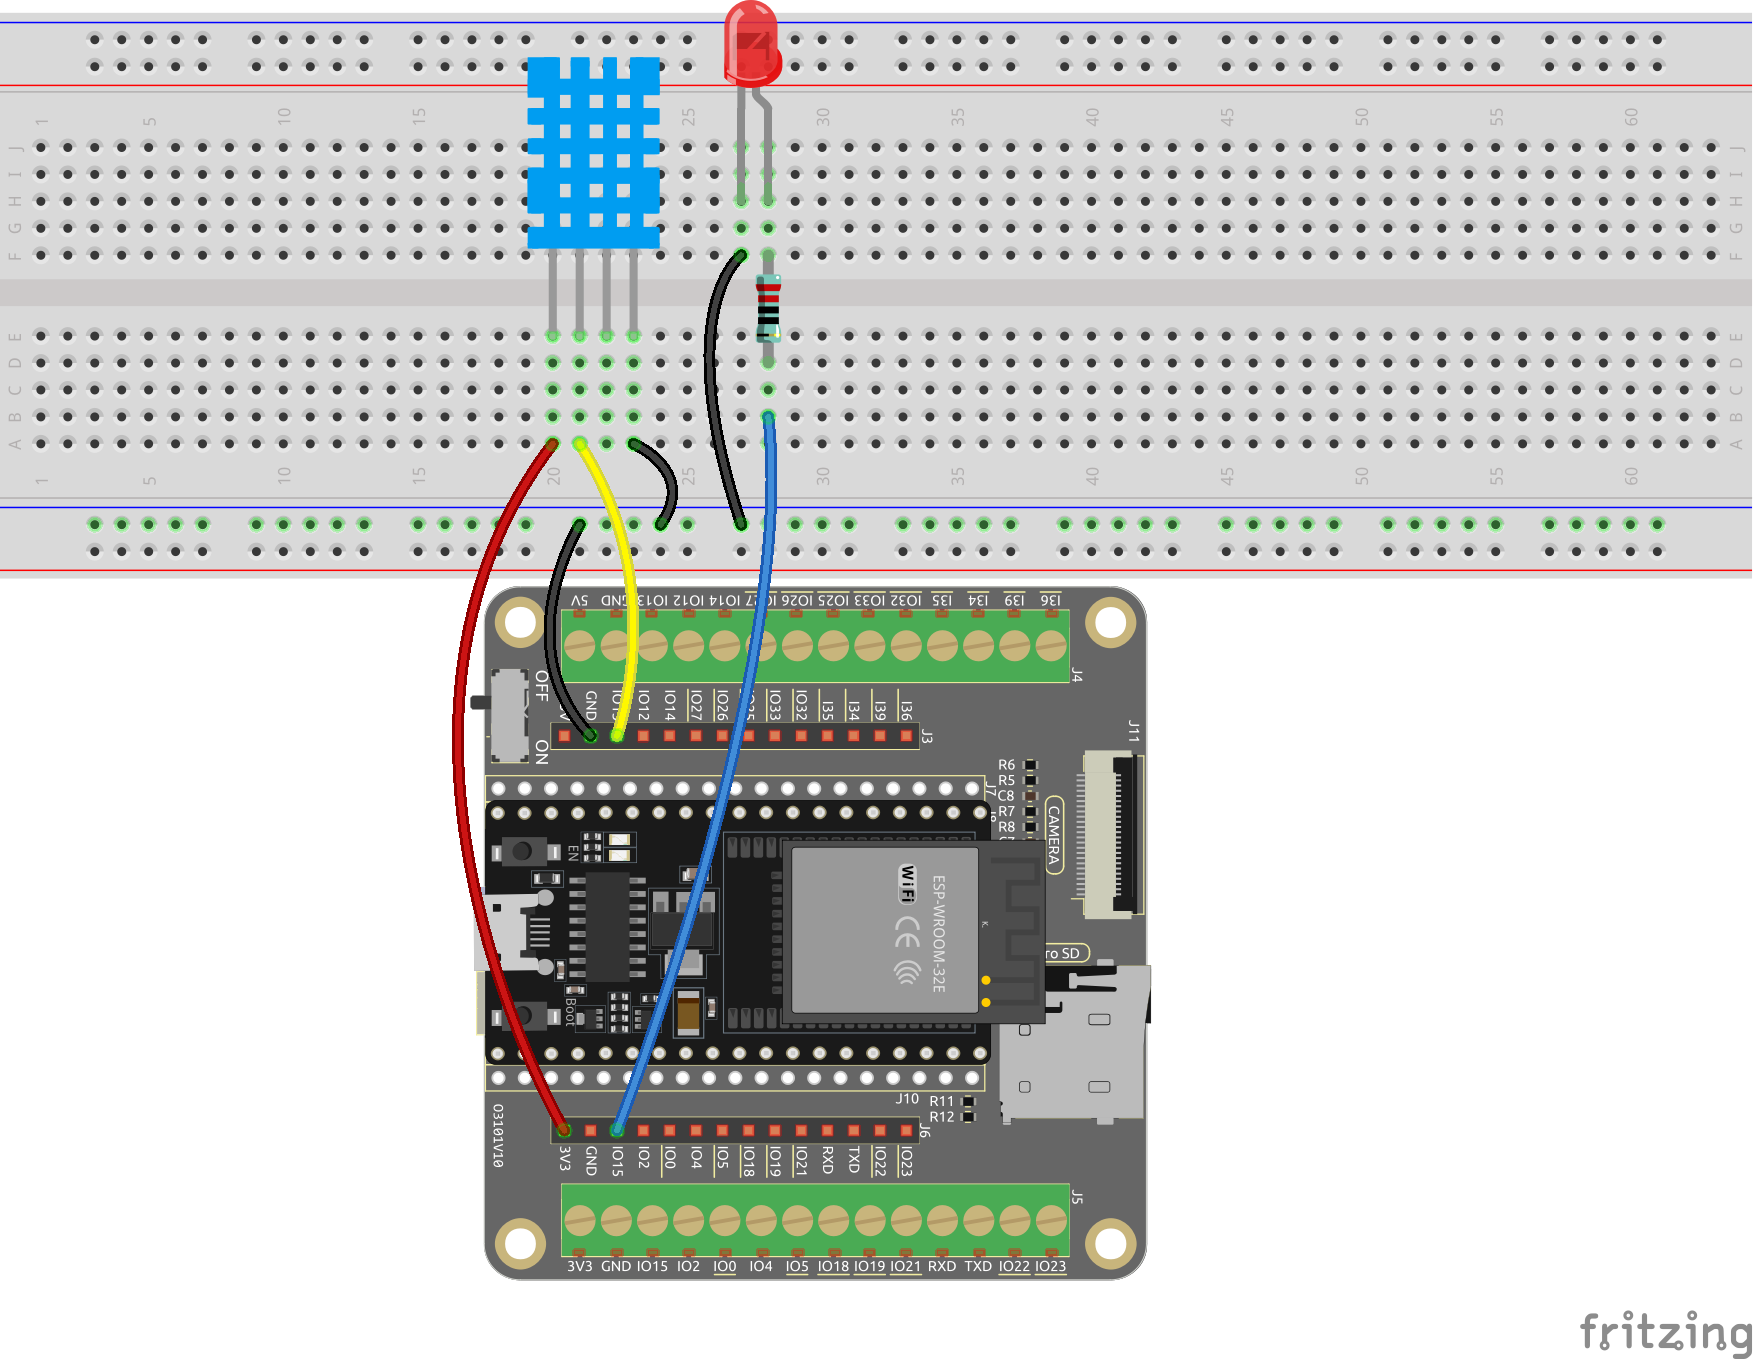 1 5 10 15 25 30 35 40 45 50 55 60
J J
I I
H H
G G
F F
E E
D D
C C
B B
A A
1 5 10 15 20 25 30 35 40 45 50 55 60
5V GND IO13 IO12 IO14 IO27 IO26 IO25 IO33 IO32 I35 I34 I39 I36
J4
OFF
ON
GND IO12 IO14 IO27 IO26 IO33 IO32 I35 I34 I39 I36
J3
J11
R6
R5
C8
R7
R8
J7
CAMERA
EN
Boot
WiFi
CE
ESP-WROOM-32E
K.
ro SD
J10
R11
R12
O3101V10
J6
3V3 GND IO15 IO2 IO0 IO4 IO5 IO18 IO19 IO21 RXD TXD IO22 IO23
J5
3V3 GND IO15 IO2 IO0 IO4 IO5 IO18 IO19 IO21 RXD TXD IO22 IO23
fritzing